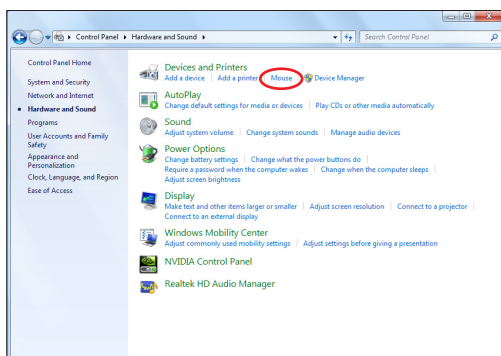 Control Panel Hardware and Sound Search Control Panel
Control Panel Home
System and Security
Network and Internet
Hardware and Sound
Programs
User Accounts and Family
Safety
Appearance and
Personalization
Clock, Language, and Region
Ease of Access
Devices and Printers
Add a device Add a printer Mouse Device Manager
AutoPlay
Change default settings for media or devices Play CDs or other media automatically
Sound
Adjust system volume Change system sounds Manage audio devices
Power Options
Change battery settings Change what the power buttons do
Require a password when the computer wakes Change when the computer sleeps
Adjust screen brightness
Display
Make text and other items larger or smaller Adjust screen resolution Connect to a projector
Connect to an external display
Windows Mobility Center
Adjust commonly used mobility settings Adjust settings before giving a presentation
NVIDIA Control Panel
Realtek HD Audio Manager